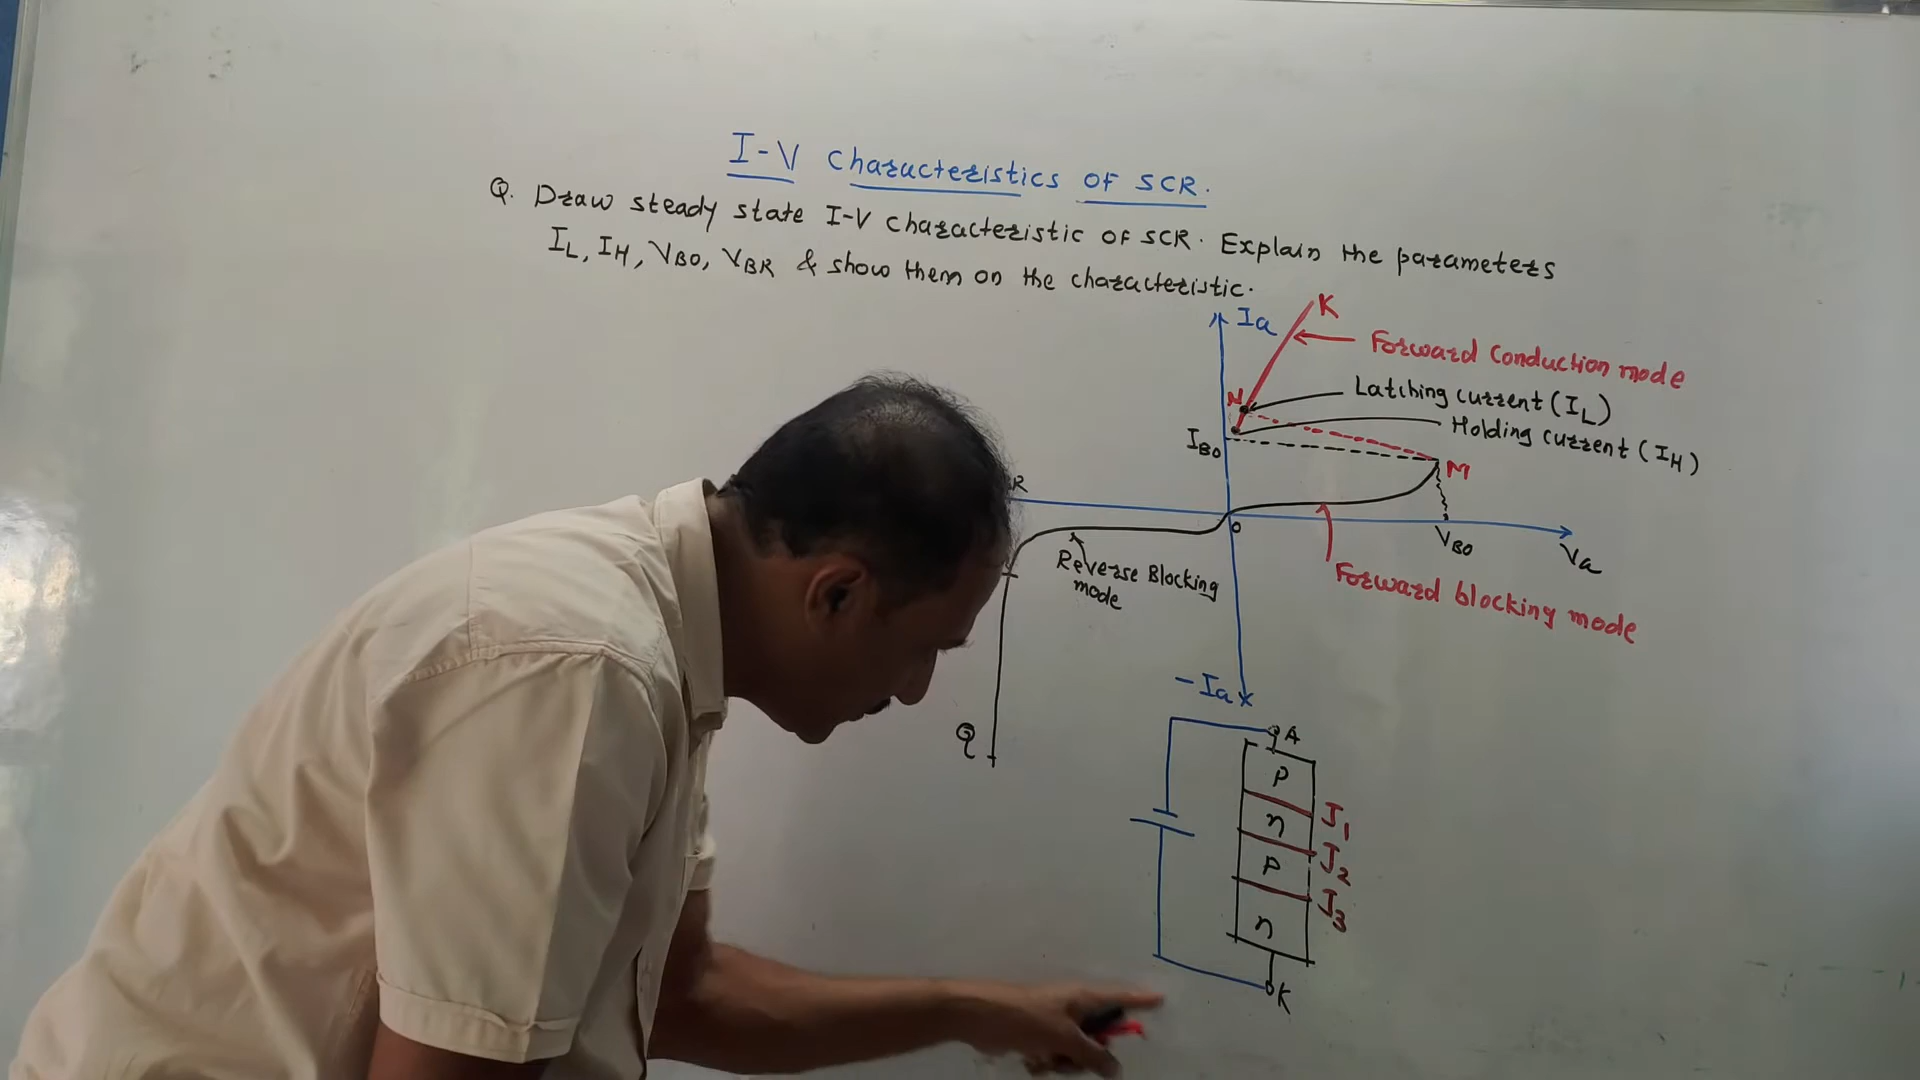 I-V Characteristics OF SCR.
Q. Draw steady state I-V characteristic OF SCR. Explain the parameters
IL, IH, VBO, VBR & show them on the characteristic.
K
Ia
Forward Conduction mode
N
Latching current (IL)
Holding current (IH)
IBO
M
R
O
VBO
Va
Reverse Blocking
mode
Forward blocking mode
-Ia
Q
A
P
J1
n
J2
P
J3
n
K